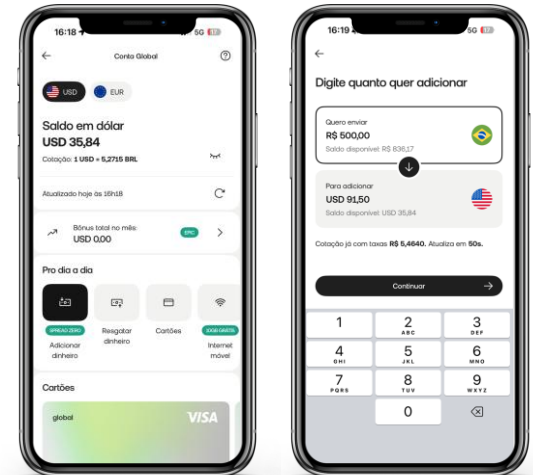 16:18
5G 17
Conta Global
USD
EUR
Saldo em dólar
USD 35,84
Cotação: 1 USD = 5,2715 BRL
Atualizado hoje às 16h18
Bônus total no mês:
USD 0,00
EPIC
Pro dia a dia
SPREAD ZERO
10GB GRÁTIS
Adicionar
dinheiro
Resgatar
dinheiro
Cartões
Internet
móvel
Cartões
global
VISA
16:19
5G 17
Digite quanto quer adicionar
Quero enviar
R$ 500,00
Saldo disponível: R$ 836,17
Para adicionar
USD 91,50
Saldo disponível: USD 35,84
Cotação já com taxas R$ 5,4640. Atualiza em 50s.
Continuar
1
2
ABC
3
DEF
4
GHI
5
JKL
6
MNO
7
PQRS
8
TUV
9
WXYZ
0